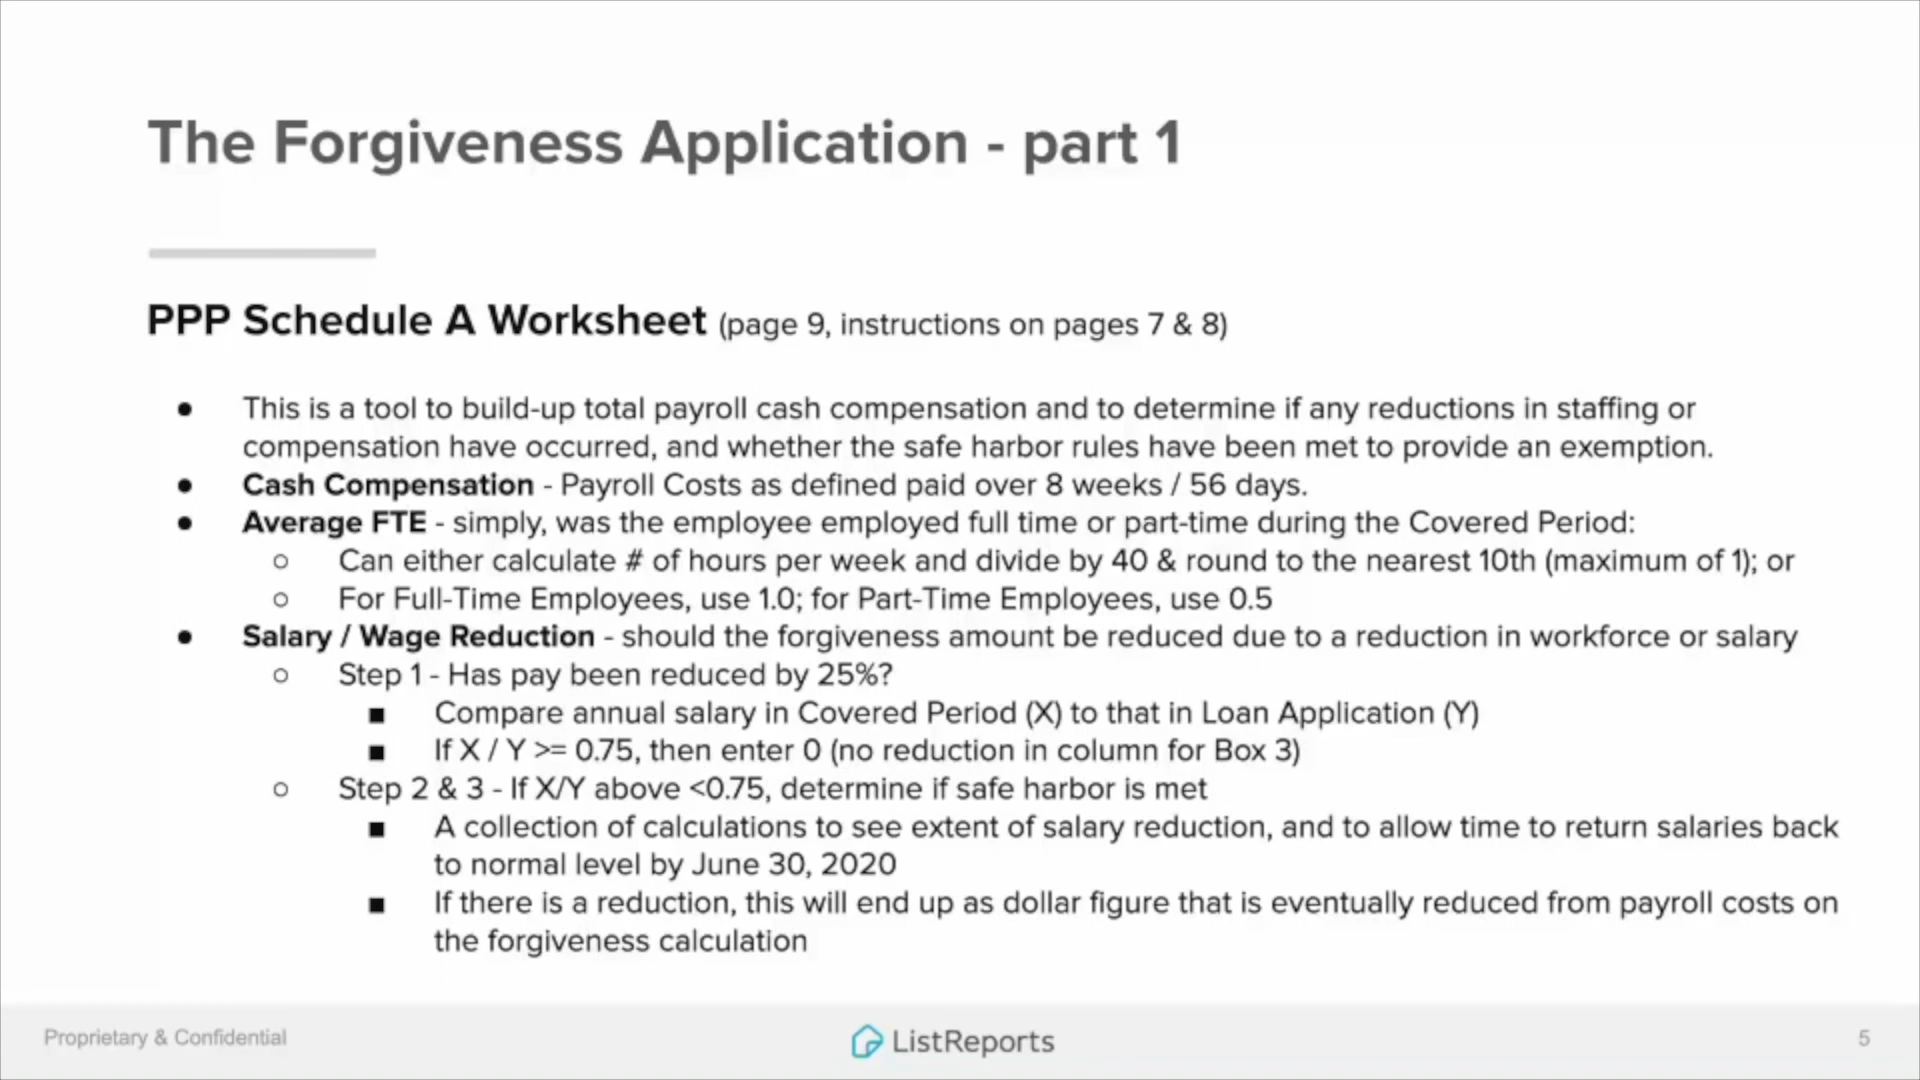 The Forgiveness Application - part 1
PPP Schedule A Worksheet (page 9, instructions on pages 7 & 8)
● This is a tool to build-up total payroll cash compensation and to determine if any reductions in staffing or
compensation have occurred, and whether the safe harbor rules have been met to provide an exemption.
● Cash Compensation - Payroll Costs as defined paid over 8 weeks / 56 days.
● Average FTE - simply, was the employee employed full time or part-time during the Covered Period:
○ Can either calculate # of hours per week and divide by 40 & round to the nearest 10th (maximum of 1); or
○ For Full-Time Employees, use 1.0; for Part-Time Employees, use 0.5
● Salary / Wage Reduction - should the forgiveness amount be reduced due to a reduction in workforce or salary
○ Step 1 - Has pay been reduced by 25%?
■ Compare annual salary in Covered Period (X) to that in Loan Application (Y)
■ If X / Y >= 0.75, then enter 0 (no reduction in column for Box 3)
○ Step 2 & 3 - If X/Y above <0.75, determine if safe harbor is met
■ A collection of calculations to see extent of salary reduction, and to allow time to return salaries back
to normal level by June 30, 2020
■ If there is a reduction, this will end up as dollar figure that is eventually reduced from payroll costs on
the forgiveness calculation
Proprietary & Confidential
ListReports
5